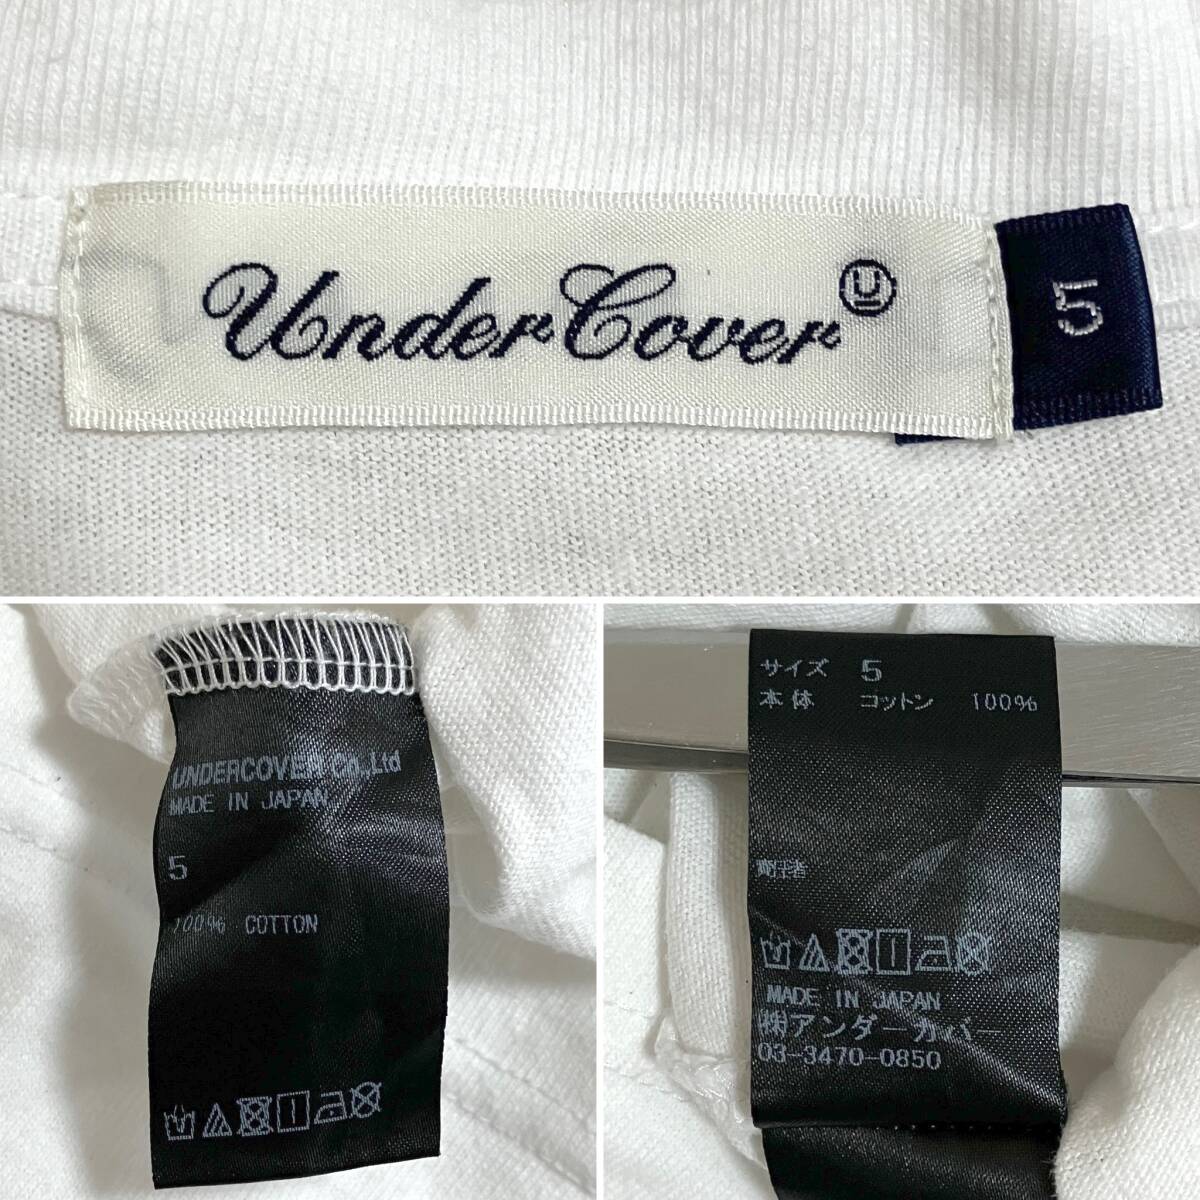 UnderCover
U
5
UNDERCOVER Co.,Ltd
MADE IN JAPAN
5
100% COTTON
サイズ 5
本体 コットン 100%
MADE IN JAPAN
(株)アンダーカバー
03-3470-0850